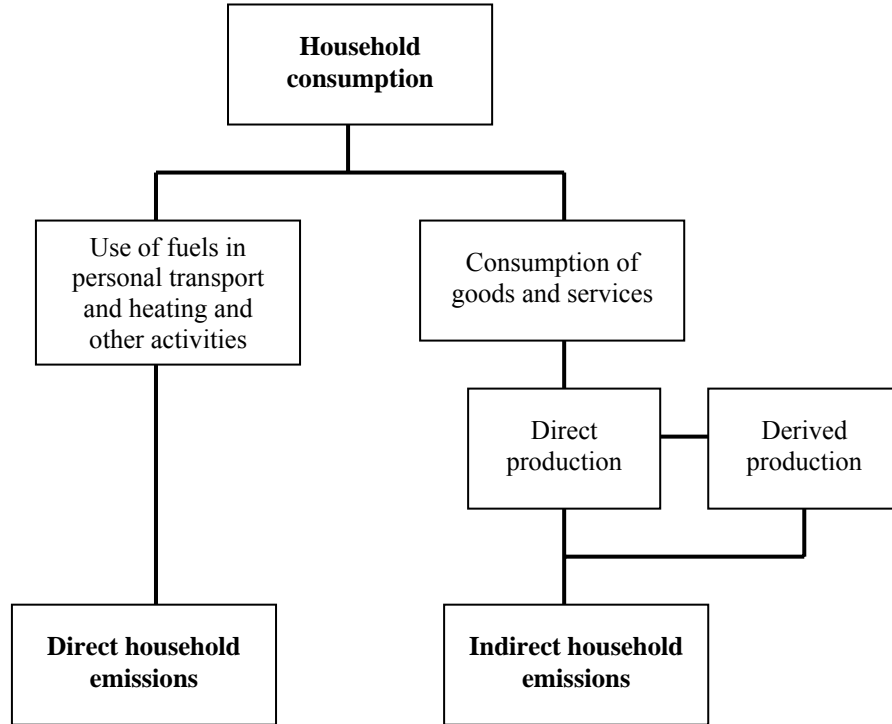 Household
consumption
Use of fuels in
personal transport
and heating and
other activities
Consumption of
goods and services
Direct
production
Derived
production
Direct household
emissions
Indirect household
emissions